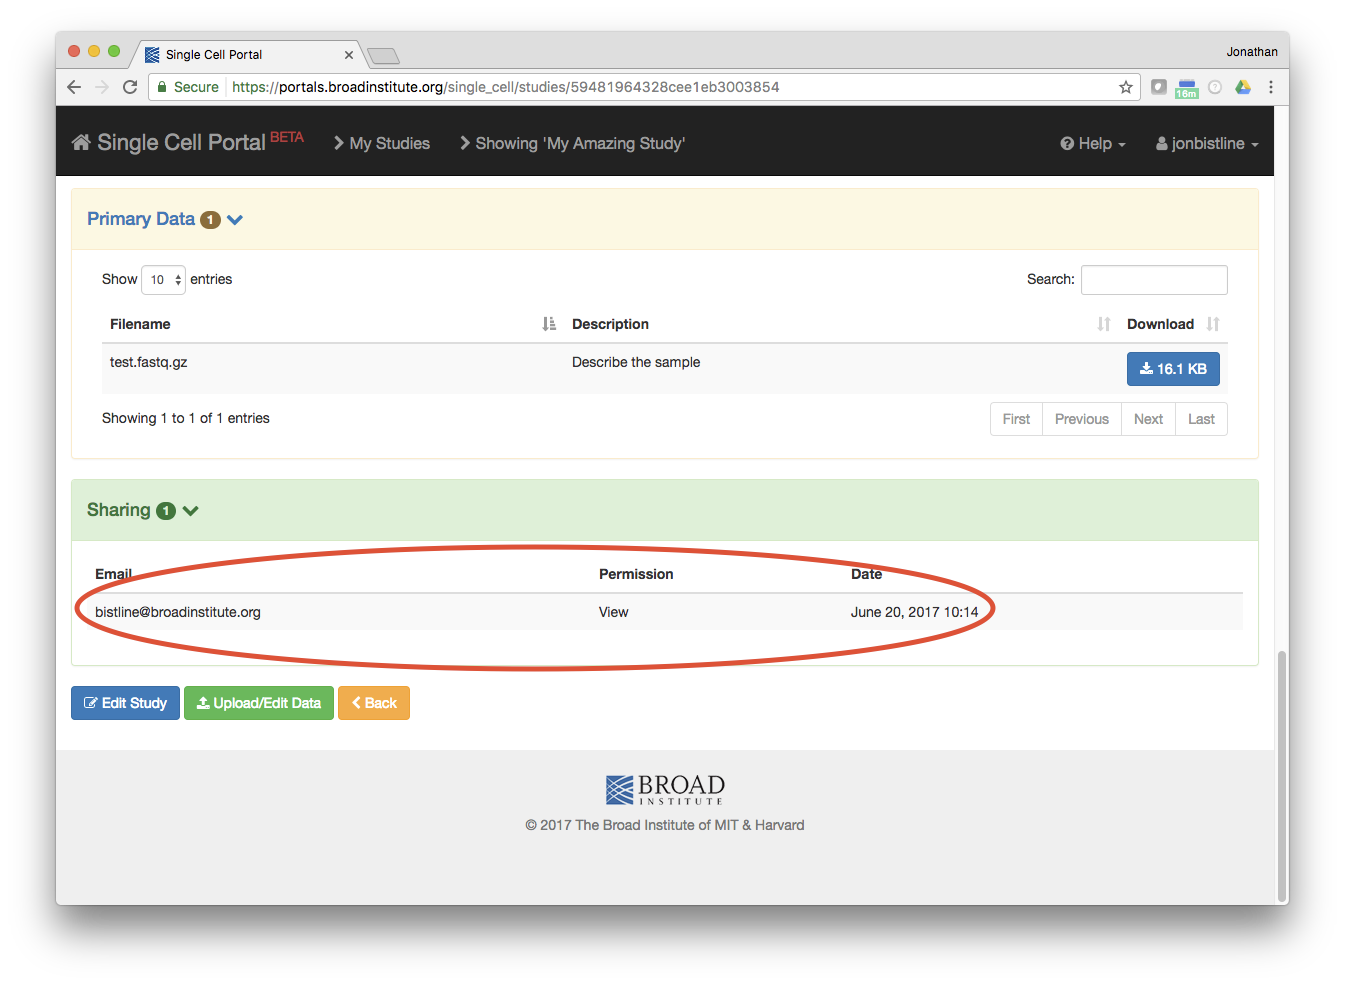 Single Cell Portal
Jonathan
Secure https://portals.broadinstitute.org/single_cell/studies/59481964328cee1eb3003854
16m
Single Cell Portal BETA My Studies Showing 'My Amazing Study' Help jonbistline
Primary Data 1
Show 10 entries Search:
Filename Description Download
test.fastq.gz Describe the sample 16.1 KB
Showing 1 to 1 of 1 entries First Previous Next Last
Sharing 1
Email Permission Date
bistline@broadinstitute.org View June 20, 2017 10:14
Edit Study Upload/Edit Data Back
BROAD
INSTITUTE
© 2017 The Broad Institute of MIT & Harvard